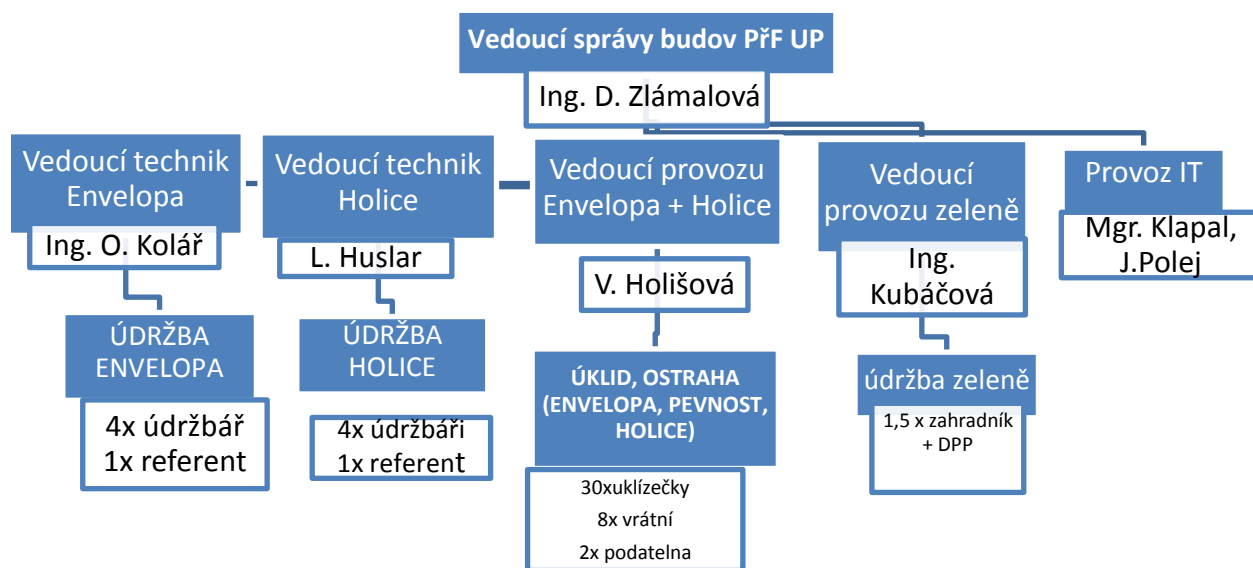 Vedoucí správy budov PřF UP
Ing. D. Zlámalová
Vedoucí technik
Envelopa
Ing. O. Kolář
ÚDRŽBA
ENVELOPA
4x údržbář
1x referent
Vedoucí technik
Holice
L. Huslar
ÚDRŽBA
HOLICE
4x údržbáři
1x referent
Vedoucí provozu
Envelopa + Holice
V. Holišová
ÚKLID, OSTRAHA
(ENVELOPA, PEVNOST,
HOLICE)
30xuklízečky
8x vrátní
2x podatelna
Vedoucí
provozu zeleně
Ing.
Kubáčová
údržba zeleně
1,5 x zahradník
+ DPP
Provoz IT
Mgr. Klapal,
J.Polej